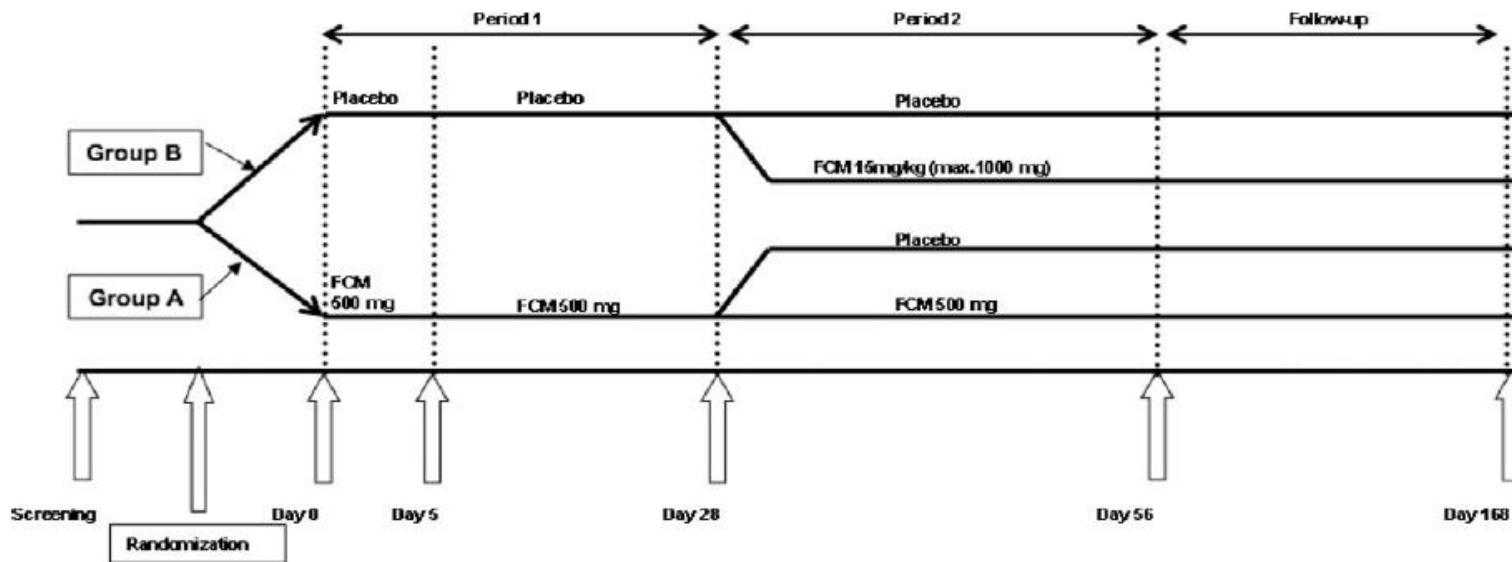 Period 1
Period 2
Follow-up
Placebo
Placebo
Placebo
Group B
FCM 15mg/kg (max.1000 mg)
Placebo
Group A
FCM
500 mg
FCM 500 mg
FCM 500 mg
Screening
Day 0
Day 5
Day 28
Day 56
Day 168
Randomization